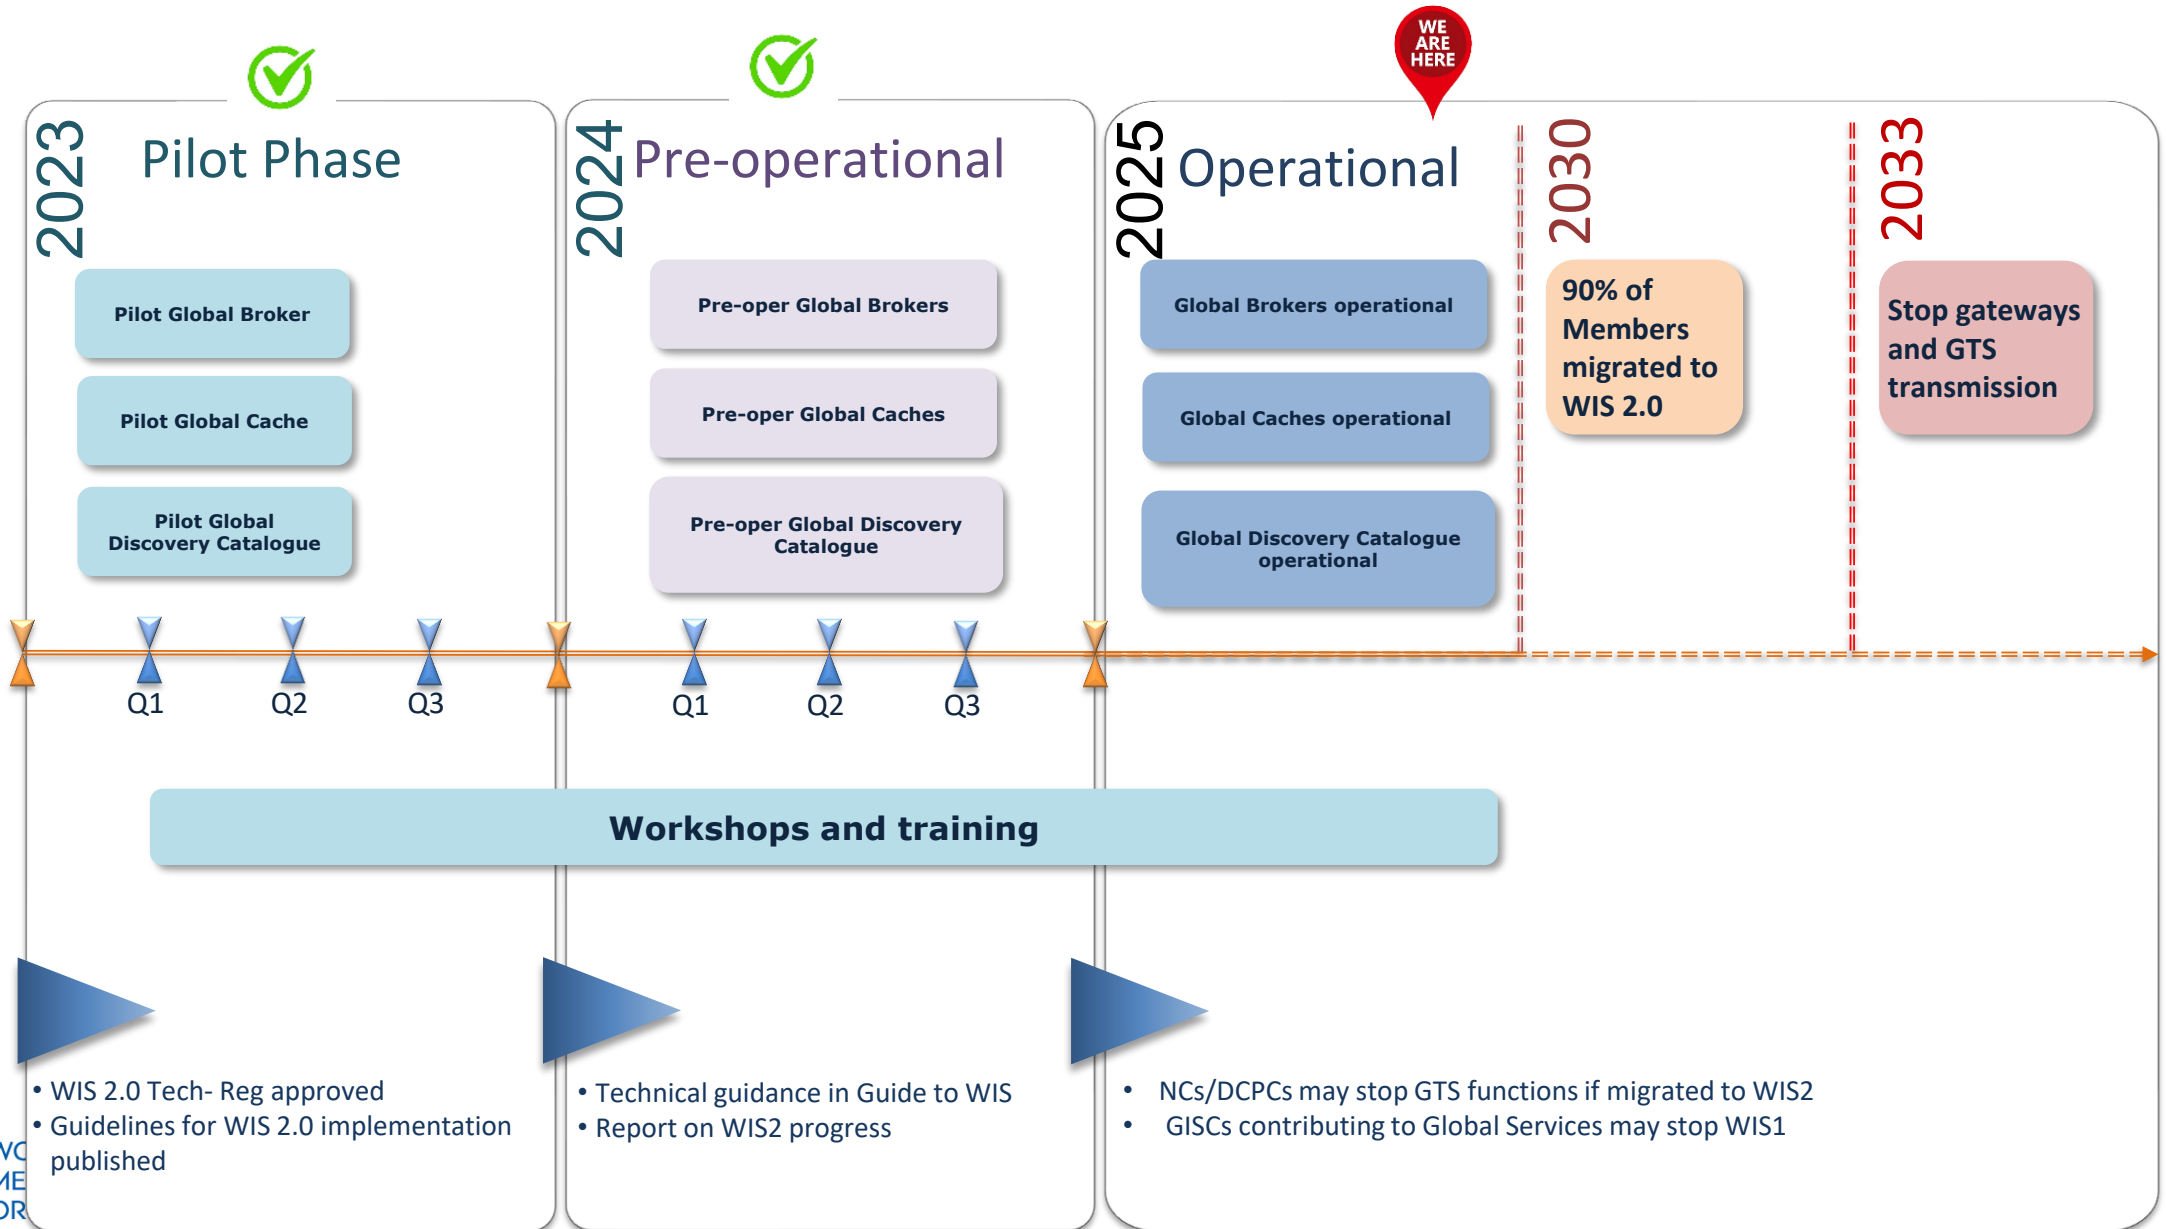 WE
ARE
HERE
2023
Pilot Phase
Pilot Global Broker
Pilot Global Cache
Pilot Global
Discovery Catalogue
2024
Pre-operational
Pre-oper Global Brokers
Pre-oper Global Caches
Pre-oper Global Discovery
Catalogue
2025
Operational
Global Brokers operational
Global Caches operational
Global Discovery Catalogue
operational
2030
90% of
Members
migrated to
WIS 2.0
2033
Stop gateways
and GTS
transmission
Q1
Q2
Q3
Q1
Q2
Q3
Workshops and training
• WIS 2.0 Tech- Reg approved
• Guidelines for WIS 2.0 implementation
published
• Technical guidance in Guide to WIS
• Report on WIS2 progress
• NCs/DCPCs may stop GTS functions if migrated to WIS2
• GISCs contributing to Global Services may stop WIS1